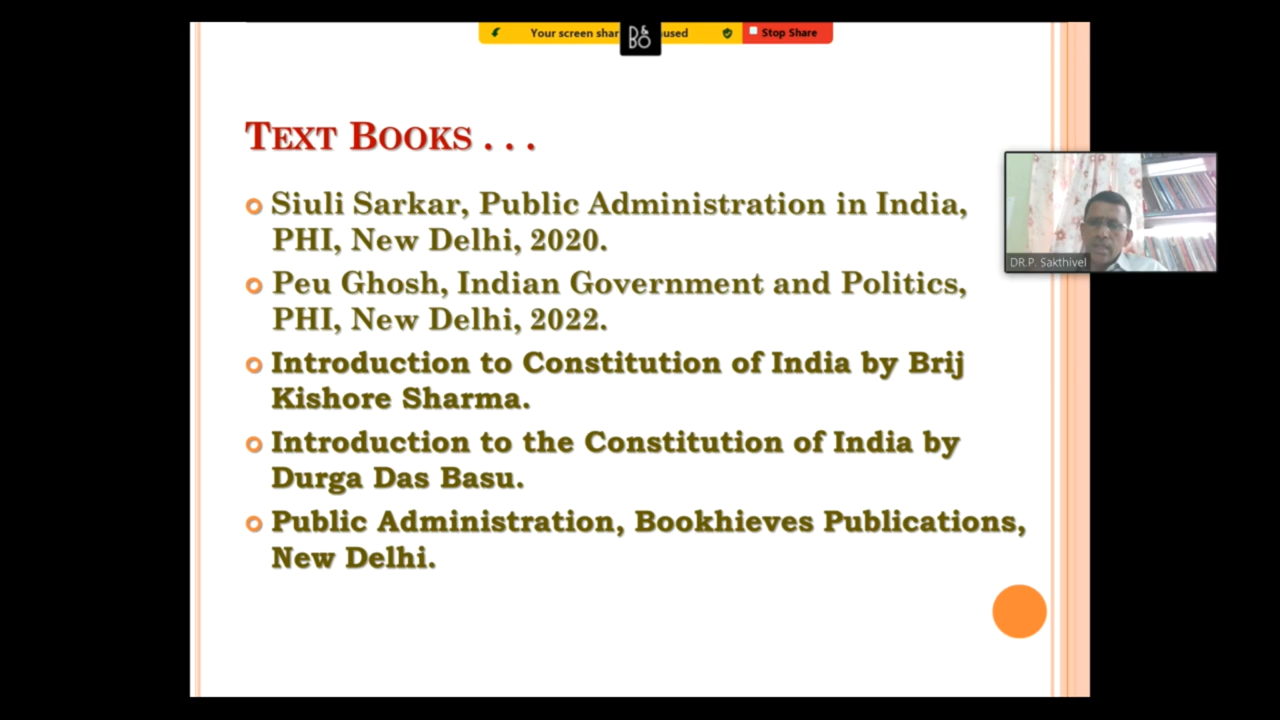 Your screen shar
used
Stop Share
D&
BO
TEXT BOOKS . . .
Siuli Sarkar, Public Administration in India,
PHI, New Delhi, 2020.
Peu Ghosh, Indian Government and Politics,
PHI, New Delhi, 2022.
Introduction to Constitution of India by Brij
Kishore Sharma.
Introduction to the Constitution of India by
Durga Das Basu.
Public Administration, Bookhieves Publications,
New Delhi.
DR.P. Sakthivel